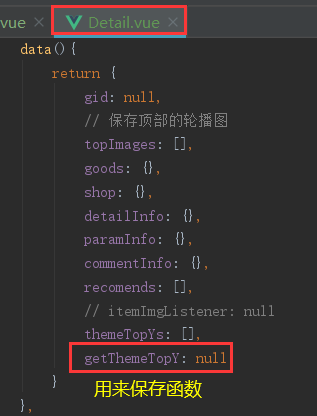 .vue
Detail.vue
data(){
return {
gid: null,
// 保存顶部的轮播图
topImages: [],
goods: {},
shop: {},
detailInfo: {},
paramInfo: {},
commentInfo: {},
recomends: [],
// itemImgListener: null
themeTopYs: [],
getThemeTopY: null
}
用来保存函数
},